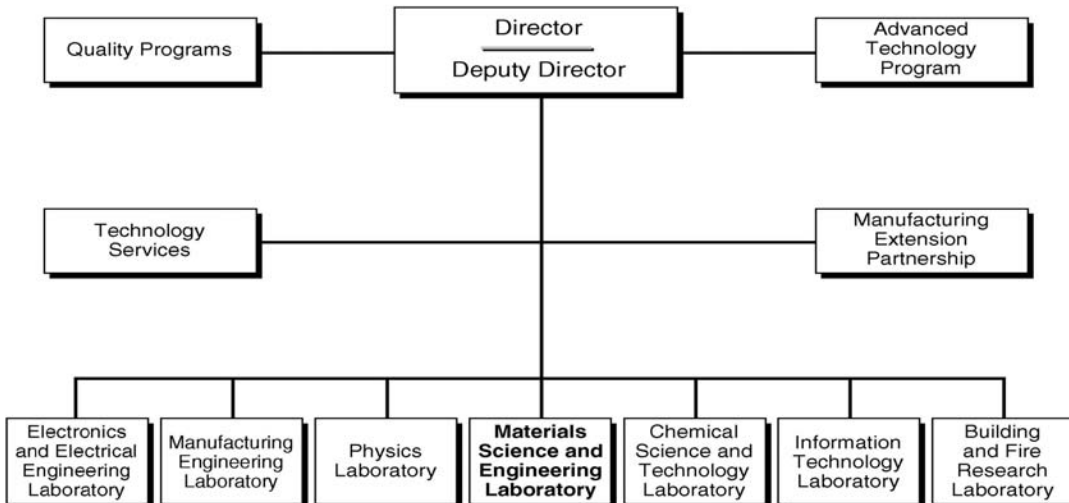 Quality Programs
Director
Deputy Director
Advanced
Technology
Program
Technology
Services
Manufacturing
Extension
Partnership
Electronics
and Electrical
Engineering
Laboratory
Manufacturing
Engineering
Laboratory
Physics
Laboratory
Materials
Science and
Engineering
Laboratory
Chemical
Science and
Technology
Laboratory
Information
Technology
Laboratory
Building
and Fire
Research
Laboratory